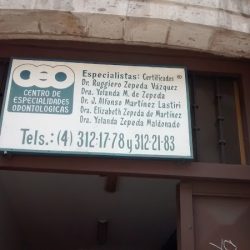 CEO
CENTRO DE
ESPECIALIDADES
ODONTOLOGICAS
Especialistas: Certificados
Dr. Ruggiero Zepeda Vázquez
Dra. Yolanda M. de Zepeda
Dr. J. Alfonso Martínez Lastiri
Dra. Elizabeth Zepeda de Martínez
Dra. Yolanda Zepeda Maldonado
Tels.: (4) 312-17-78 y 312-21-83